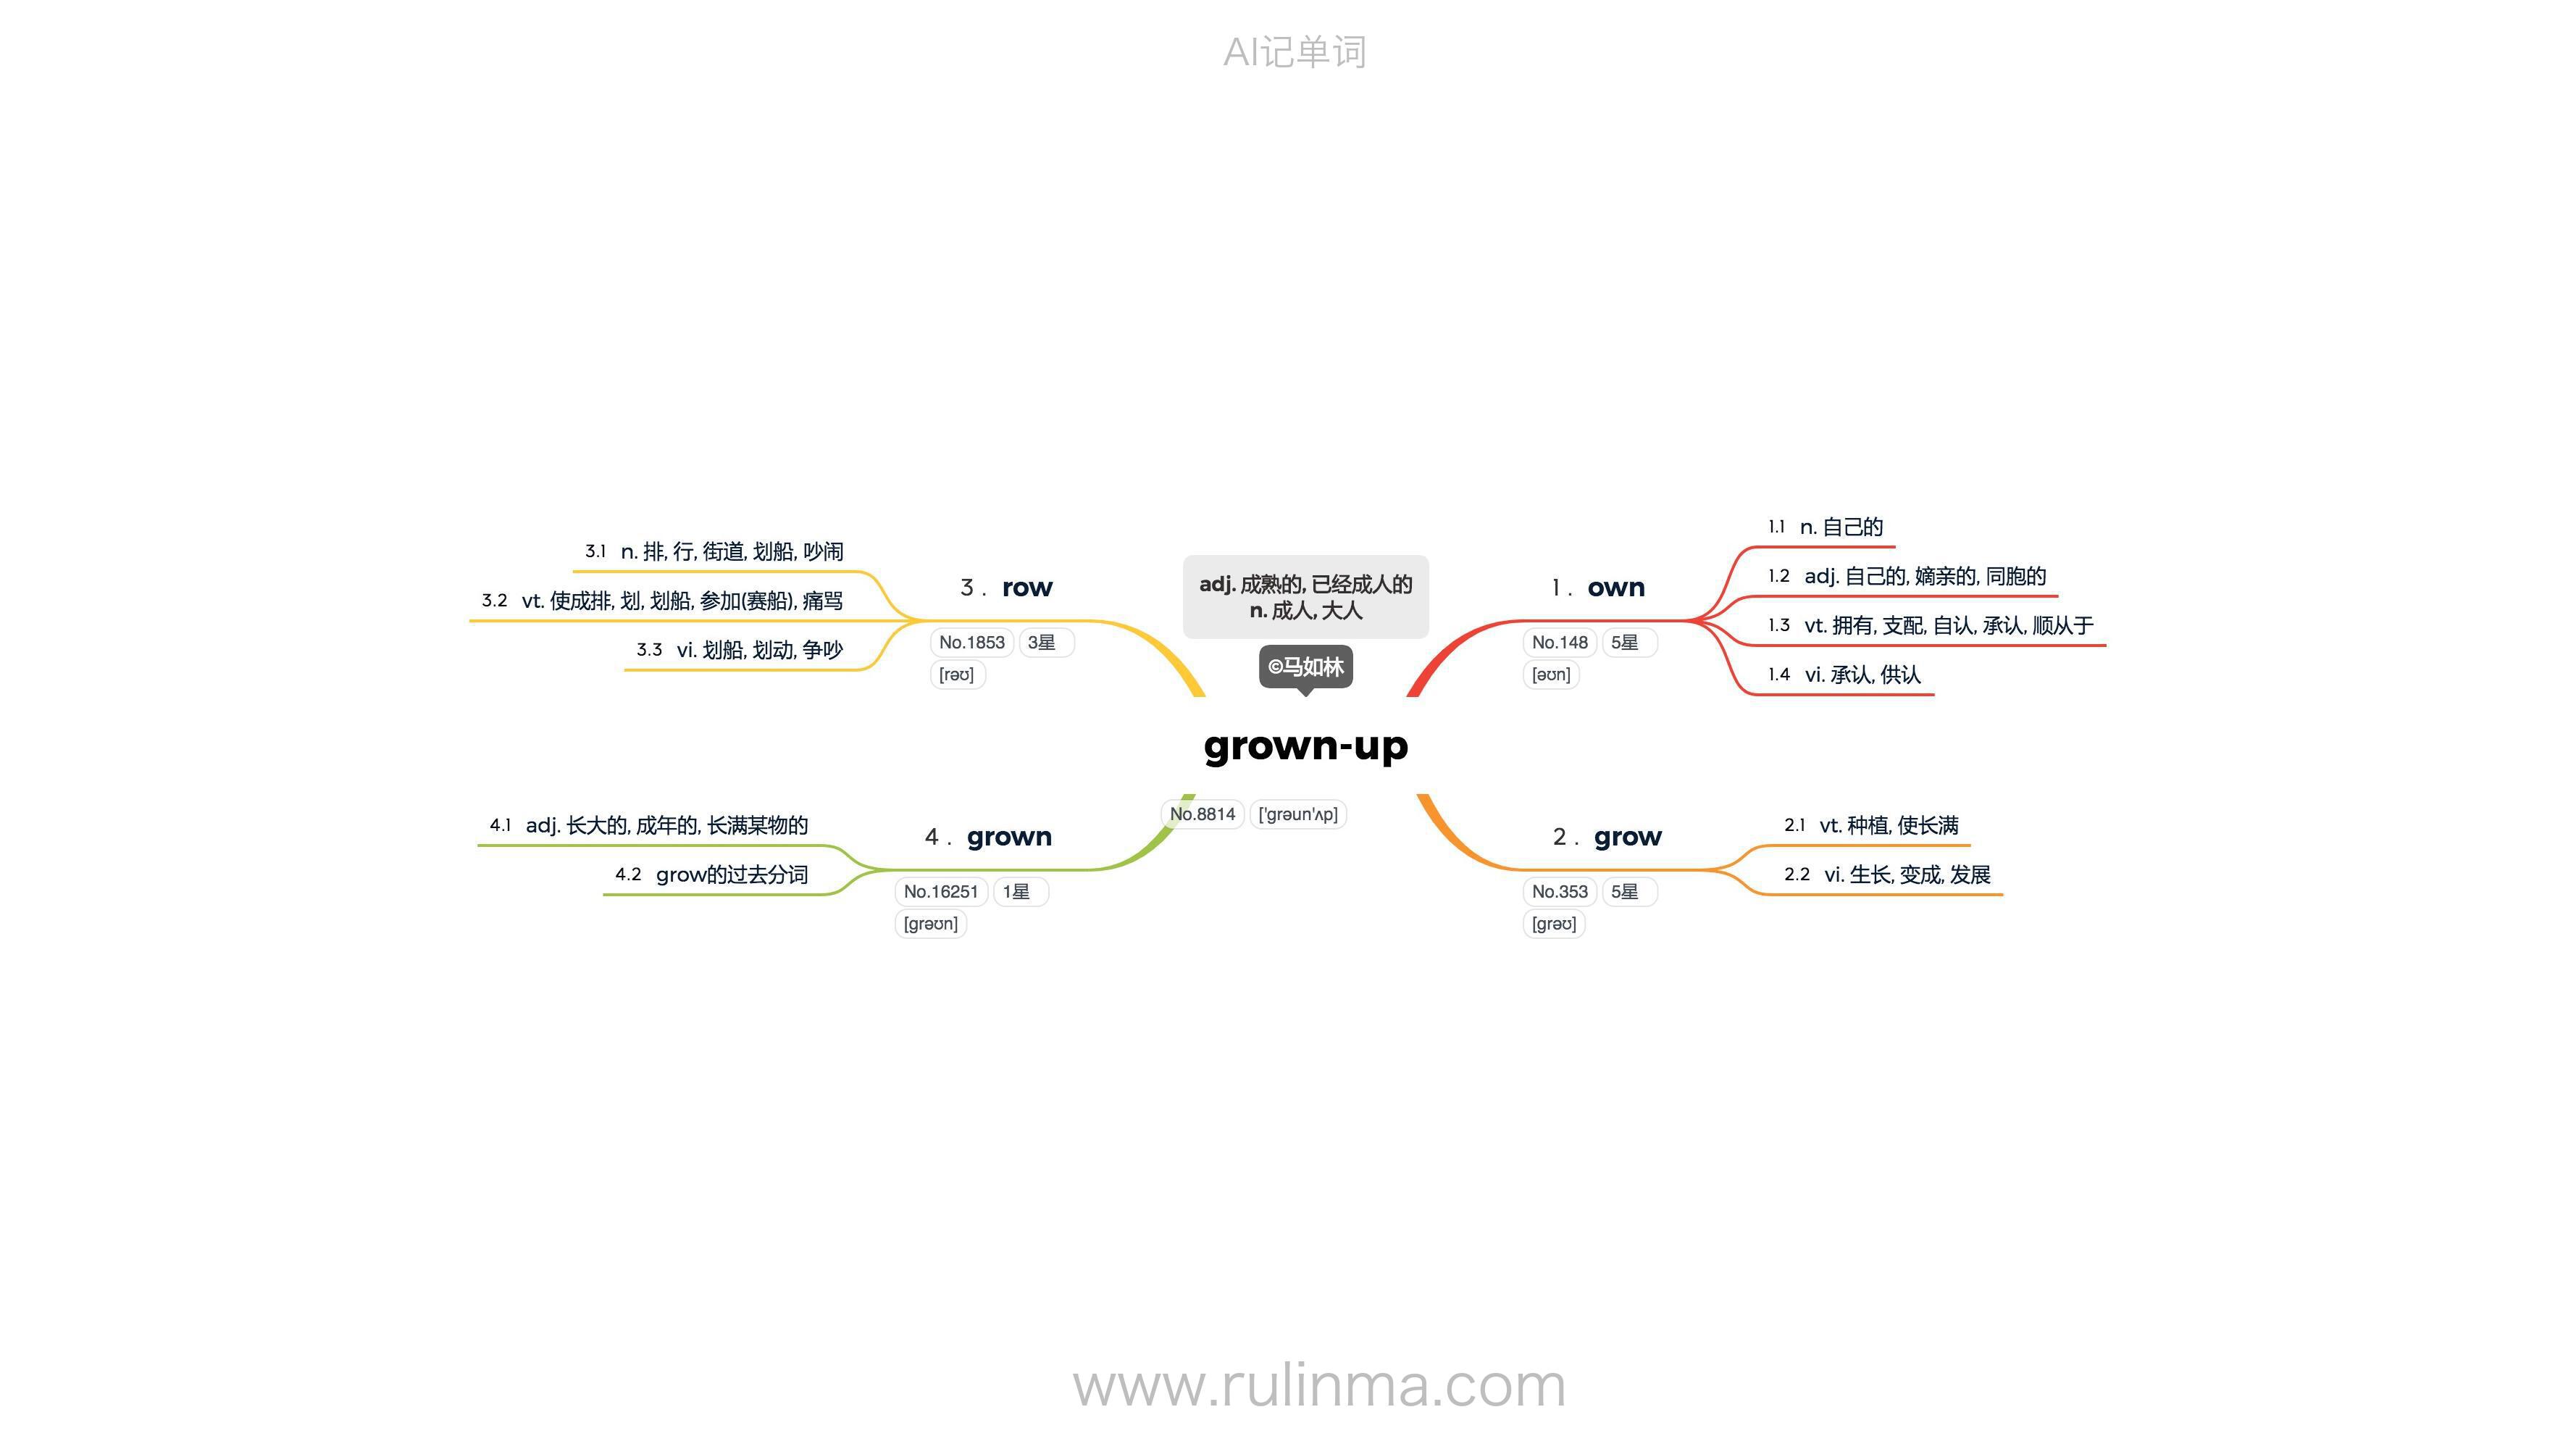 AI记单词
adj. 成熟的, 已经成人的
n. 成人, 大人
©马如林
grown-up
No.8814 ['grəun'ʌp]
1. own
No.148 5星
[əʊn]
1.1 n. 自己的
1.2 adj. 自己的, 嫡亲的, 同胞的
1.3 vt. 拥有, 支配, 自认, 承认, 顺从于
1.4 vi. 承认, 供认
2. grow
No.353 5星
[grəʊ]
2.1 vt. 种植, 使长满
2.2 vi. 生长, 变成, 发展
3. row
No.1853 3星
[rəʊ]
3.1 n. 排, 行, 街道, 划船, 吵闹
3.2 vt. 使成排, 划, 划船, 参加(赛船), 痛骂
3.3 vi. 划船, 划动, 争吵
4. grown
No.16251 1星
[grəʊn]
4.1 adj. 长大的, 成年的, 长满某物的
4.2 grow的过去分词
www.rulinma.com